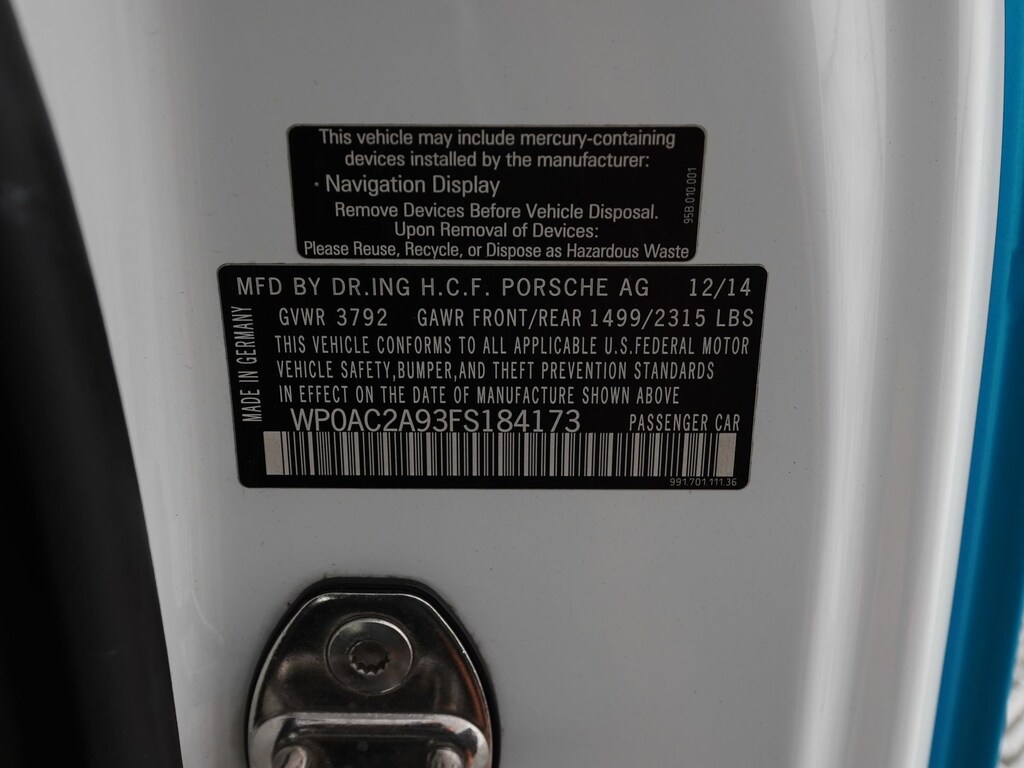 This vehicle may include mercury-containing
devices installed by the manufacturer:
· Navigation Display
Remove Devices Before Vehicle Disposal.
Upon Removal of Devices:
Please Reuse, Recycle, or Dispose as Hazardous Waste
95B.010.001
MFD BY DR.ING H.C.F. PORSCHE AG 12/14
GVWR 3792 GAWR FRONT/REAR 1499/2315 LBS
THIS VEHICLE CONFORMS TO ALL APPLICABLE U.S.FEDERAL MOTOR
VEHICLE SAFETY,BUMPER,AND THEFT PREVENTION STANDARDS
IN EFFECT ON THE DATE OF MANUFACTURE SHOWN ABOVE
WP0AC2A93FS184173 PASSENGER CAR
991.701.111.36
MADE IN GERMANY